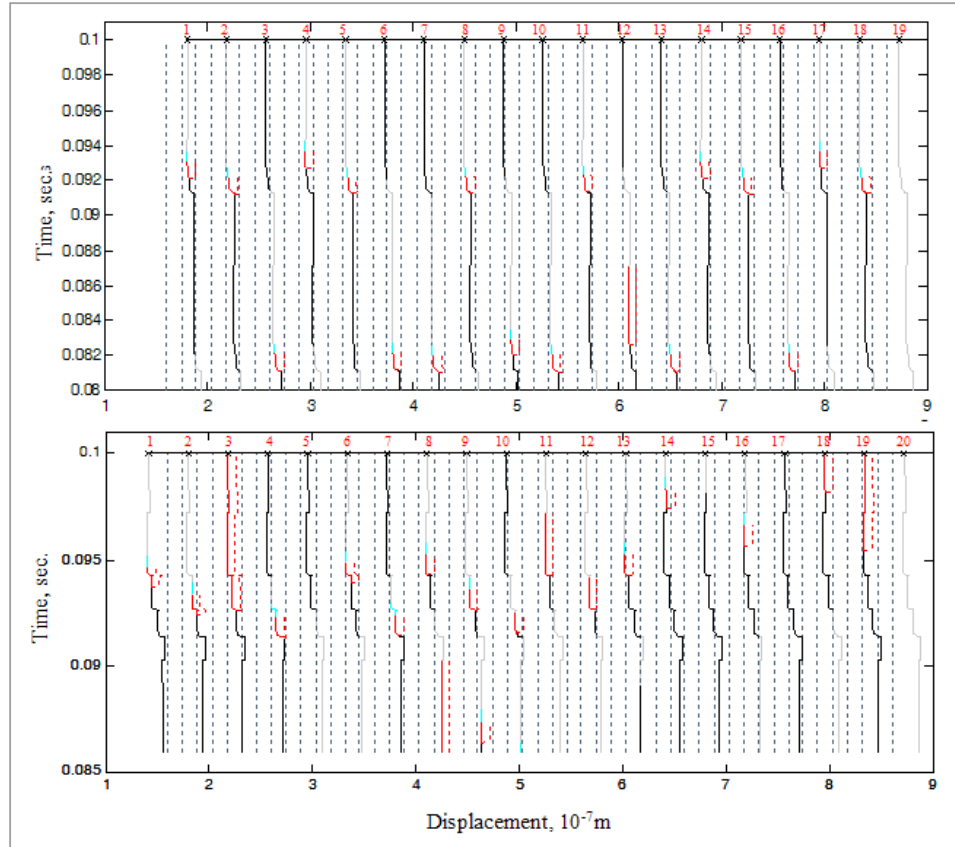 1 2 3 4 5 6 7 8 9 10 11 12 13 14 15 16 17 18 19
0.1
0.098
0.096
0.094
0.092
0.09
0.088
0.086
0.084
0.082
0.08
Time, sec.s
1 2 3 4 5 6 7 8 9
1 2 3 4 5 6 7 8 9 10 11 12 13 14 15 16 17 18 19 20
0.1
0.095
0.09
0.085
Time, sec.
1 2 3 4 5 6 7 8 9
Displacement, 10⁻⁷m